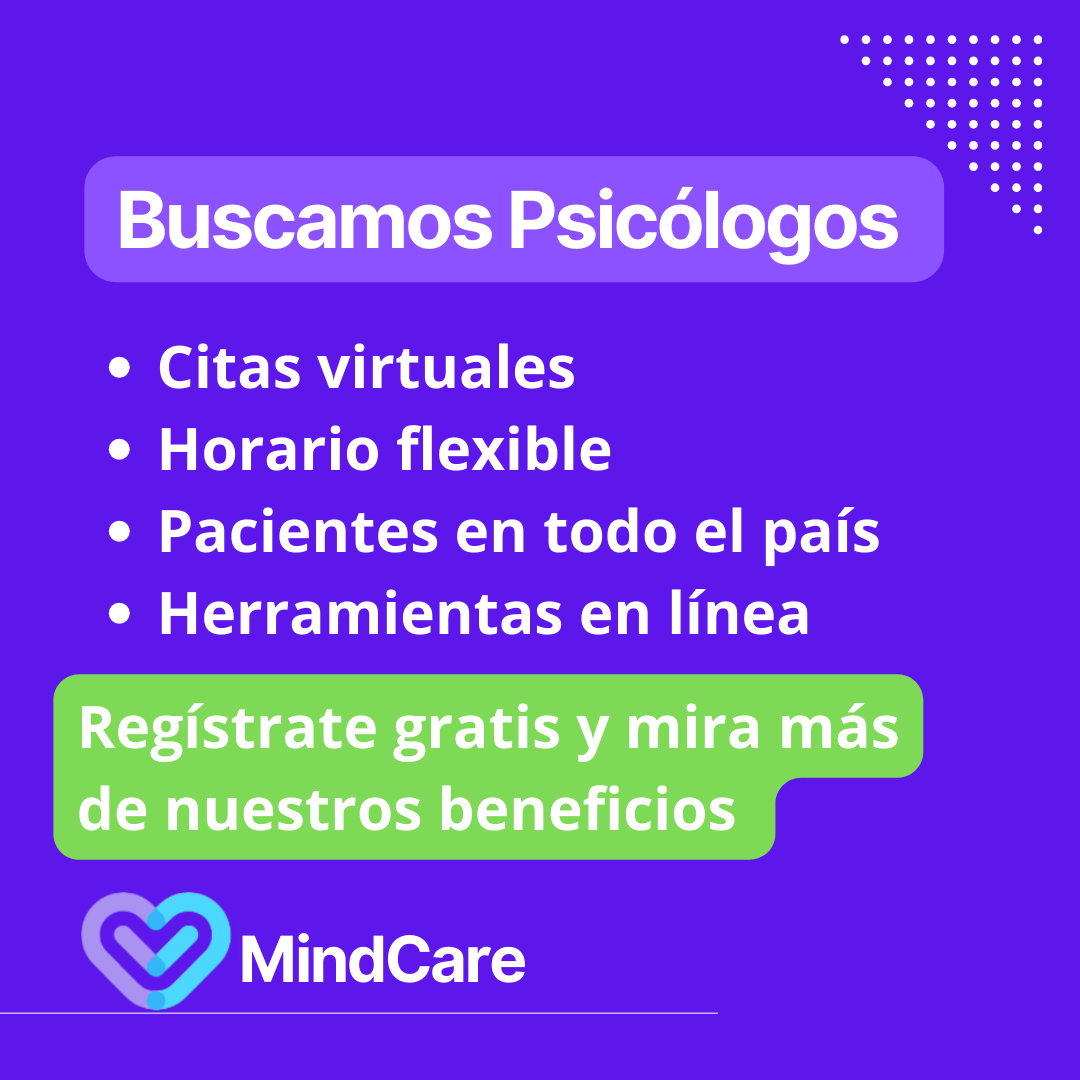 Buscamos Psicólogos
• Citas virtuales
• Horario flexible
• Pacientes en todo el país
• Herramientas en línea
Regístrate gratis y mira más
de nuestros beneficios
MindCare